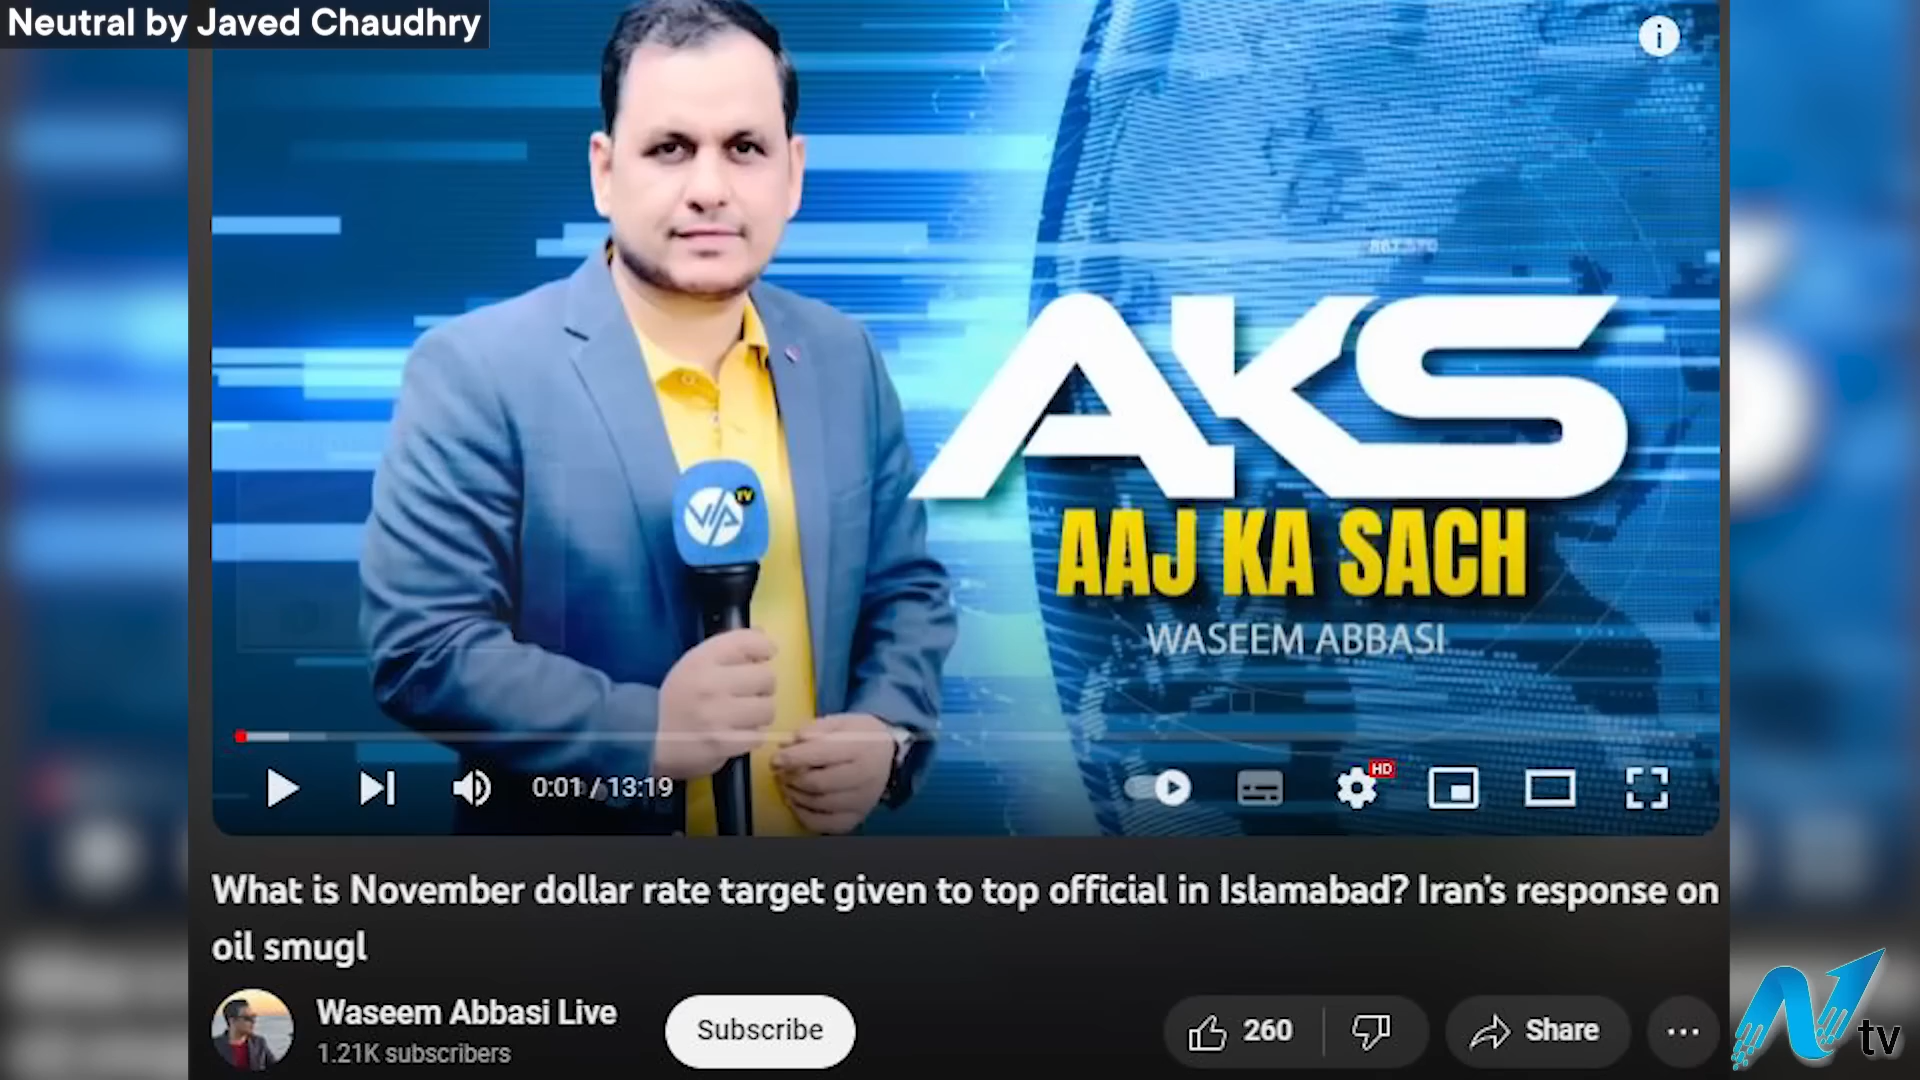 Neutral by Javed Chaudhry
AKS
AAJ KA SACH
WASEEM ABBASI
WA TV
0:01 / 13:19
HD
What is November dollar rate target given to top official in Islamabad? Iran's response on
oil smugl
Waseem Abbasi Live
1.21K subscribers
Subscribe
260
Share
N tv